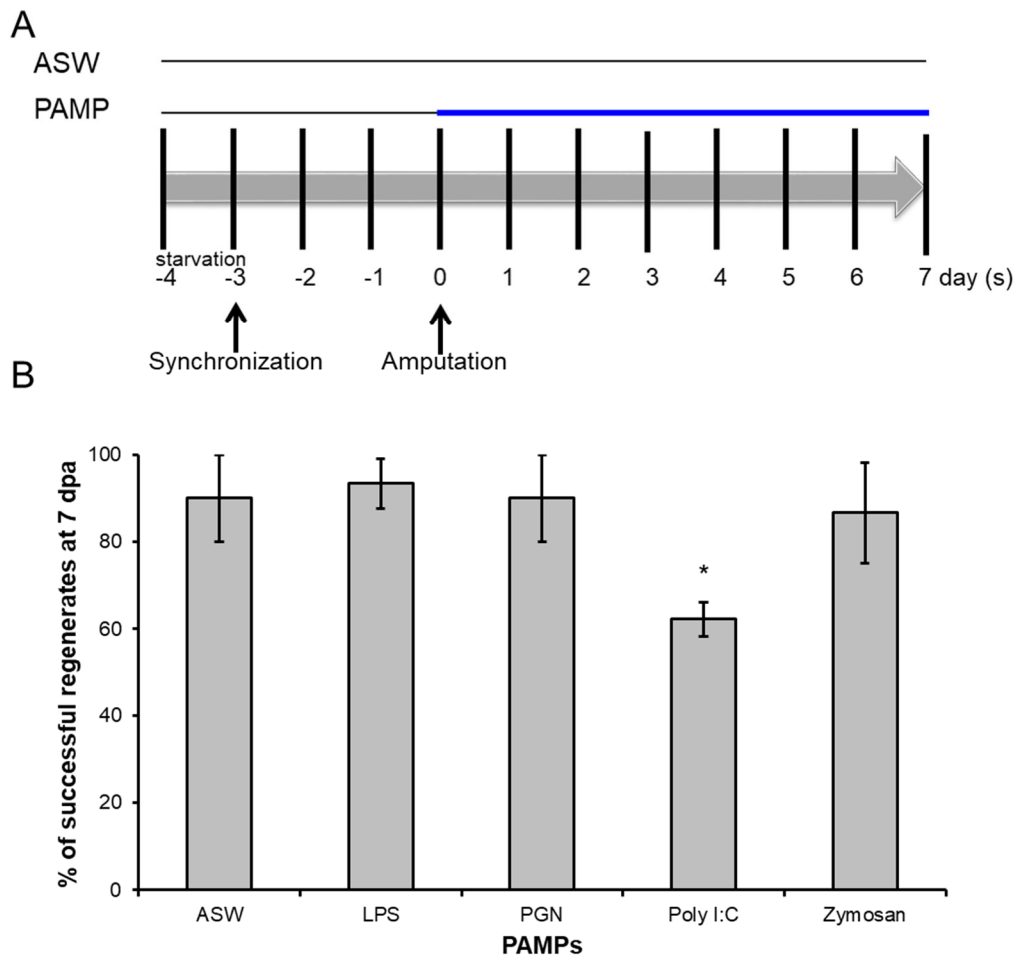 A
ASW
PAMP
starvation
-4 -3 -2 -1 0 1 2 3 4 5 6 7 day (s)
Synchronization Amputation
B
% of successful regenerates at 7 dpa
100
80
60
40
20
0
*
ASW LPS PGN Poly I:C Zymosan
PAMPs